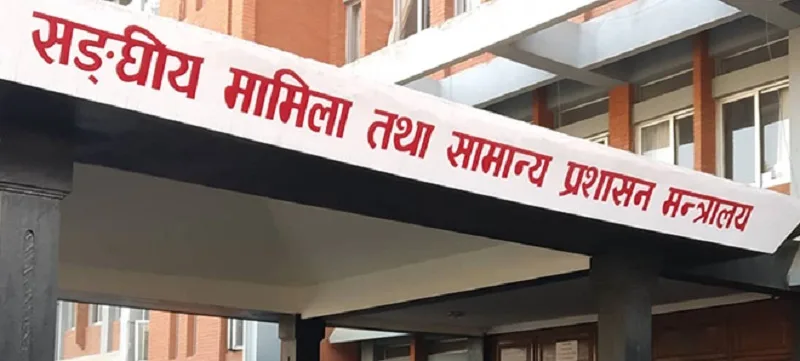 सङ्घीय मामिला तथा सामान्य प्रशासन मन्त्रालय